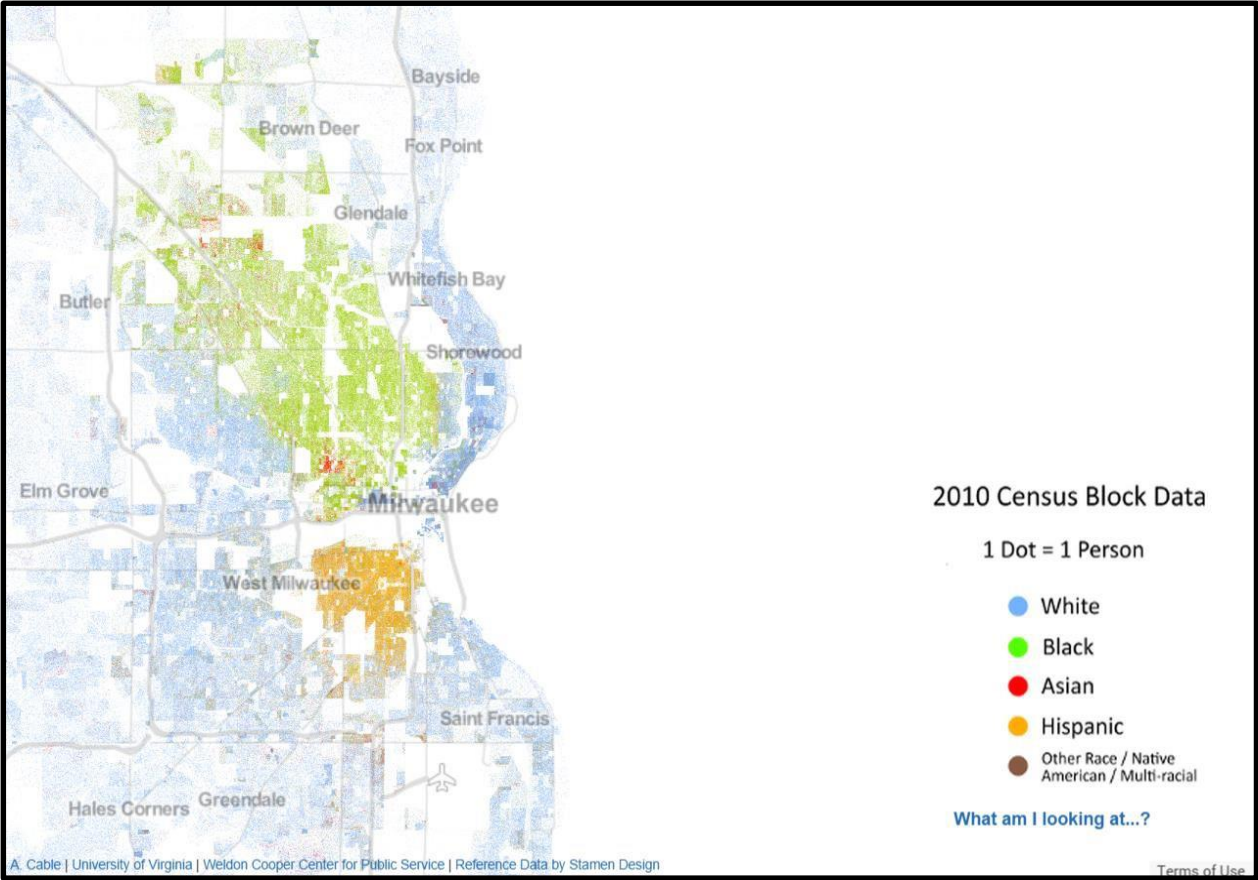 Bayside
Brown Deer
Fox Point
Glendale
Whitefish Bay
Butler
Shorewood
Elm Grove
Milwaukee
West Milwaukee
Saint Francis
Hales Corners
Greendale
2010 Census Block Data
1 Dot = 1 Person
White
Black
Asian
Hispanic
Other Race / Native
American / Multi-racial
What am I looking at...?
A. Cable | University of Virginia | Weldon Cooper Center for Public Service | Reference Data by Stamen Design
Terms of Use